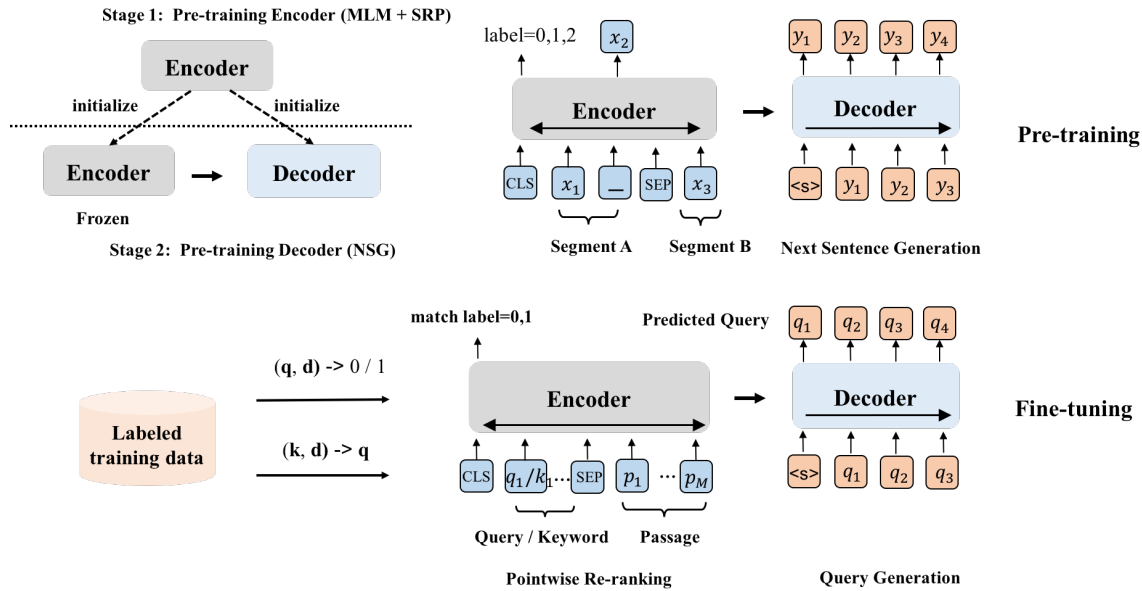 Stage 1: Pre-training Encoder (MLM + SRP)
Encoder
initialize
initialize
Encoder
Decoder
Frozen
Stage 2: Pre-training Decoder (NSG)
label=0,1,2
x₂
Encoder
CLS
x₁
_
SEP
x₃
Segment A
Segment B
y₁
y₂
y₃
y₄
Decoder
<s>
y₁
y₂
y₃
Next Sentence Generation
Pre-training
Labeled
training data
(q, d) -> 0 / 1
(k, d) -> q
match label=0,1
Encoder
CLS
q₁/k₁...
SEP
p₁
...
p_M
Query / Keyword
Passage
Pointwise Re-ranking
Predicted Query
q₁
q₂
q₃
q₄
Decoder
<s>
q₁
q₂
q₃
Query Generation
Fine-tuning